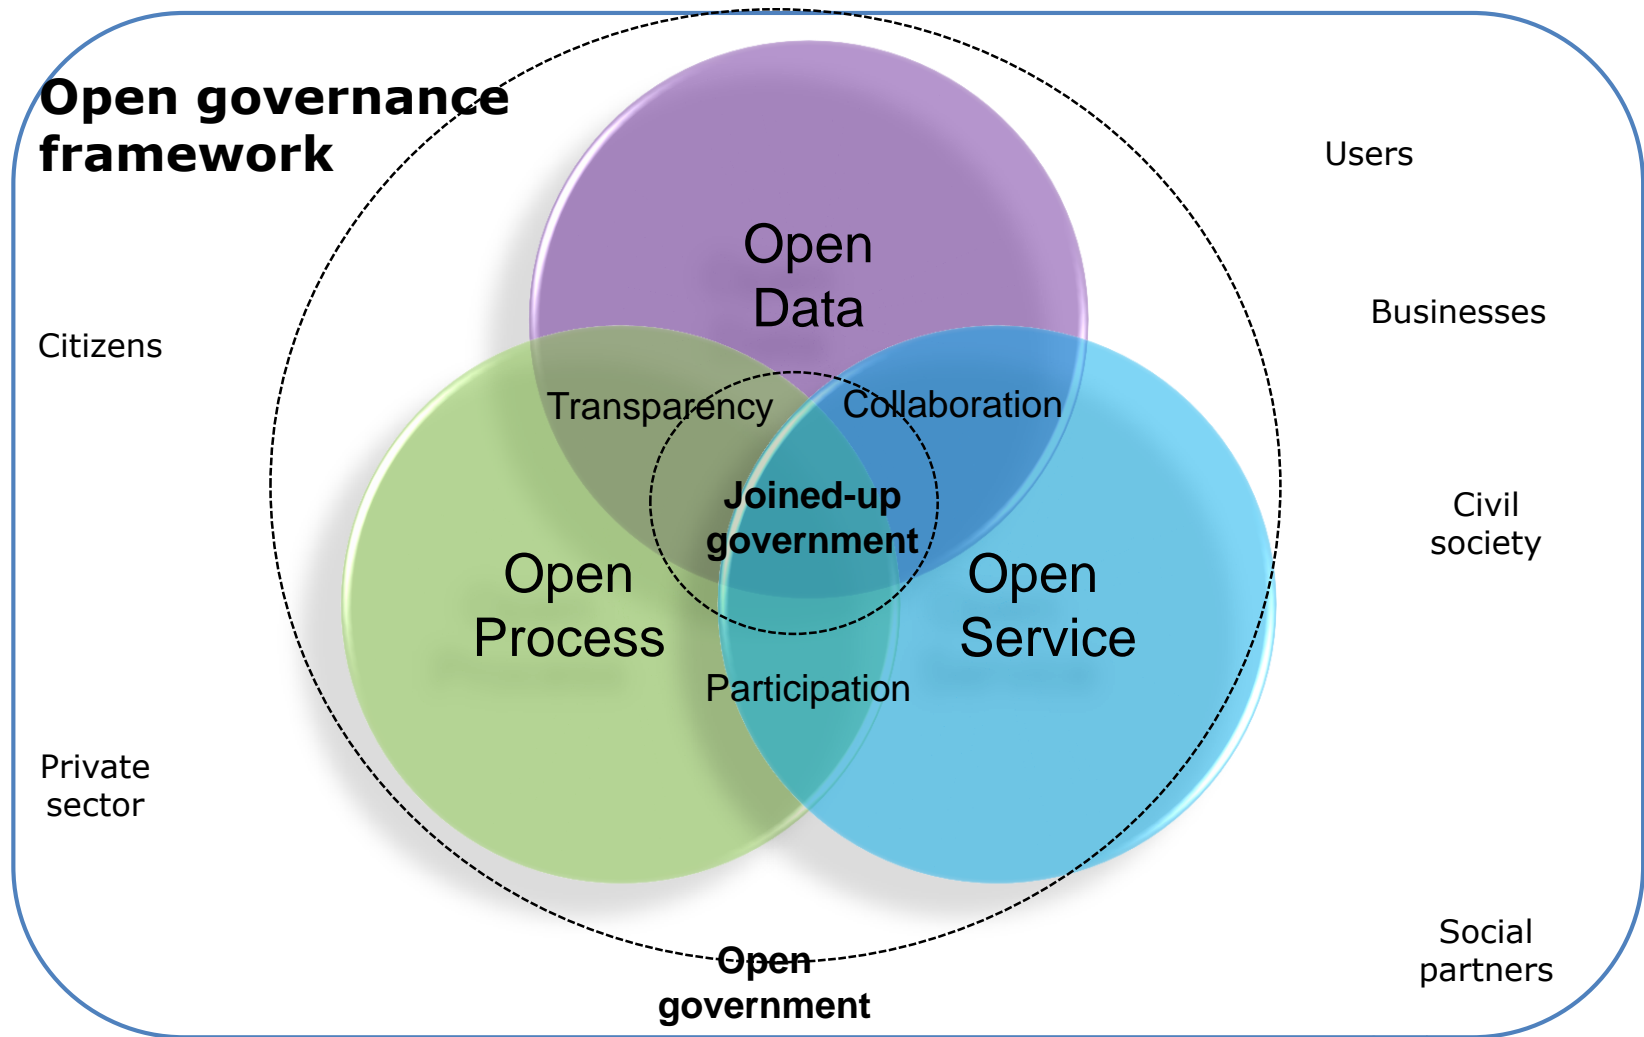 Open governance
framework
Users
Open
Data
Businesses
Citizens
Transparency
Collaboration
Joined-up
government
Civil
society
Open
Process
Open
Service
Participation
Private
sector
Social
partners
Open
government